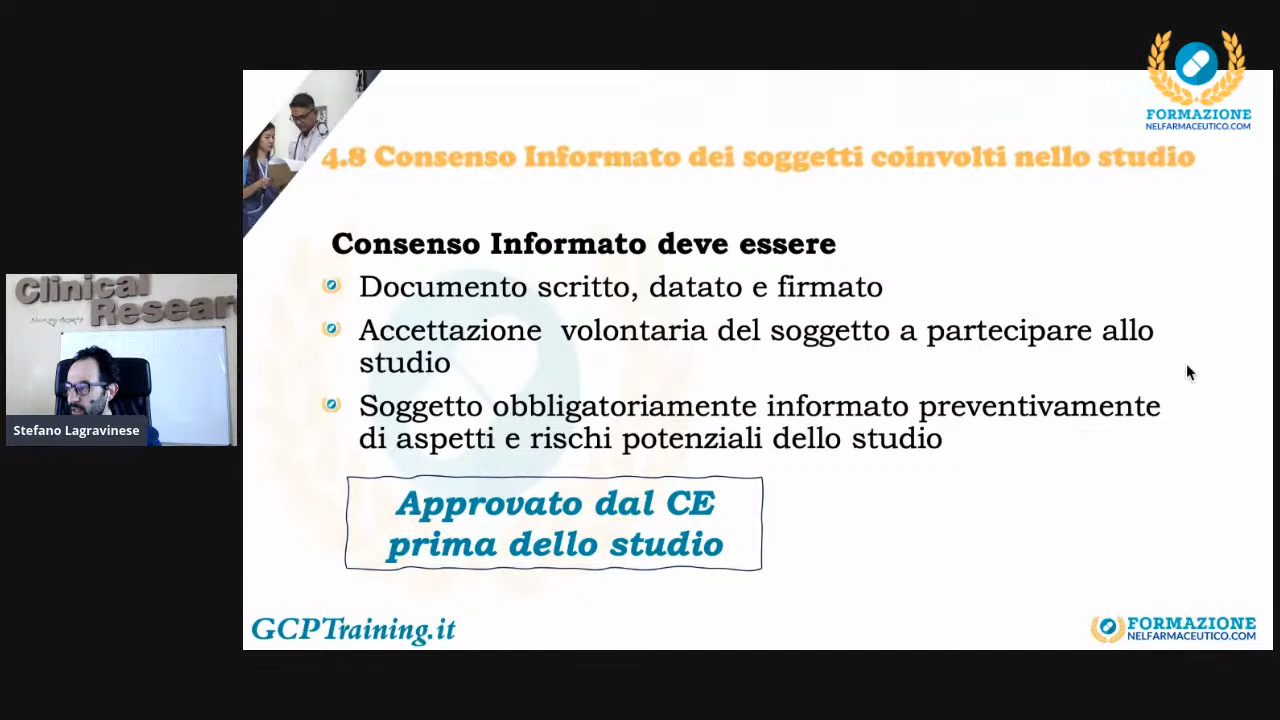 FORMAZIONE
NELFARMACEUTICO.COM
4.8 Consenso Informato dei soggetti coinvolti nello studio
Consenso Informato deve essere
Documento scritto, datato e firmato
Accettazione volontaria del soggetto a partecipare allo
studio
Soggetto obbligatoriamente informato preventivamente
di aspetti e rischi potenziali dello studio
Approvato dal CE
prima dello studio
Clinical
Resear
Stefano Lagravinese
GCPTraining.it
FORMAZIONE
NELFARMACEUTICO.COM